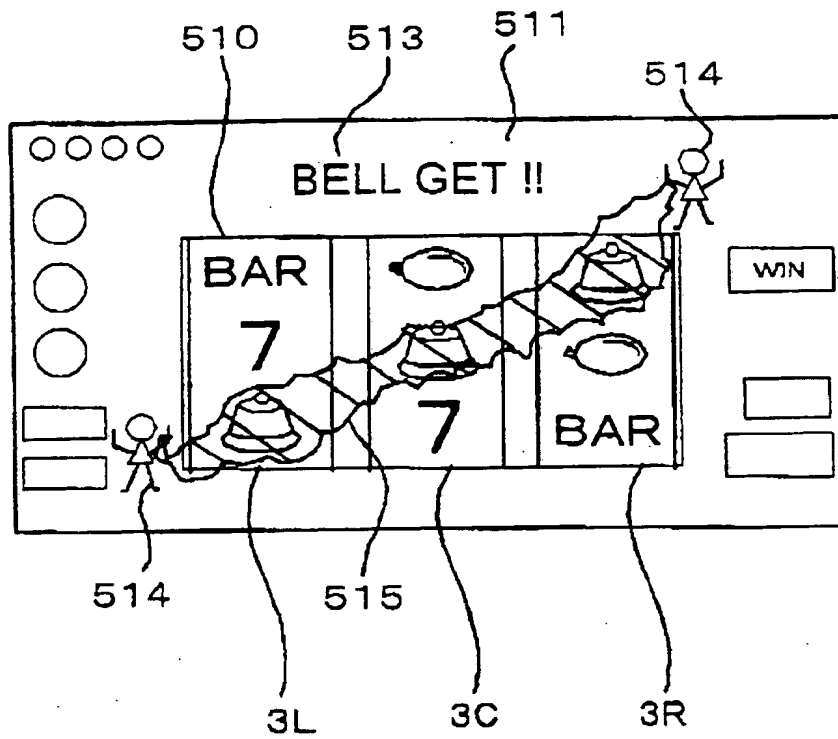 510 513 511
514
BELL GET !!
BAR
WIN
7
7 BAR
514 515
3L 3C 3R